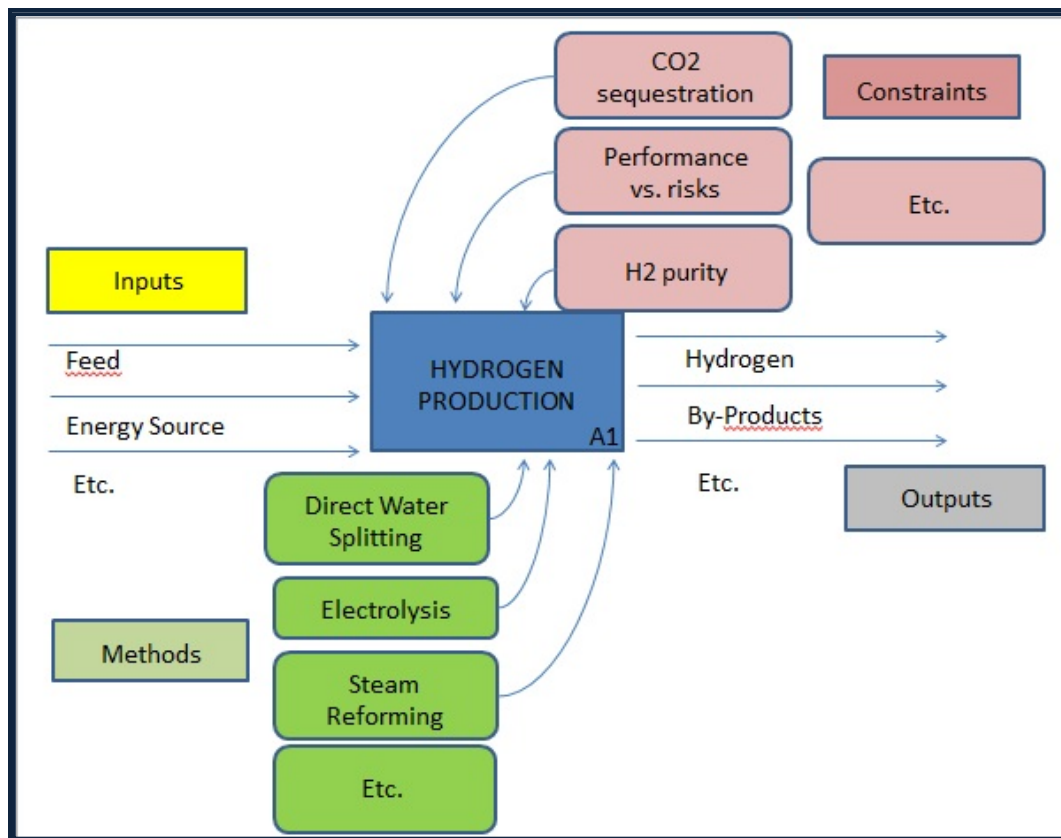 CO2
sequestration
Constraints
Performance
vs. risks
Etc.
H2 purity
Inputs
Feed
Energy Source
Etc.
HYDROGEN
PRODUCTION
A1
Hydrogen
By-Products
Etc.
Outputs
Direct Water
Splitting
Electrolysis
Methods
Steam
Reforming
Etc.